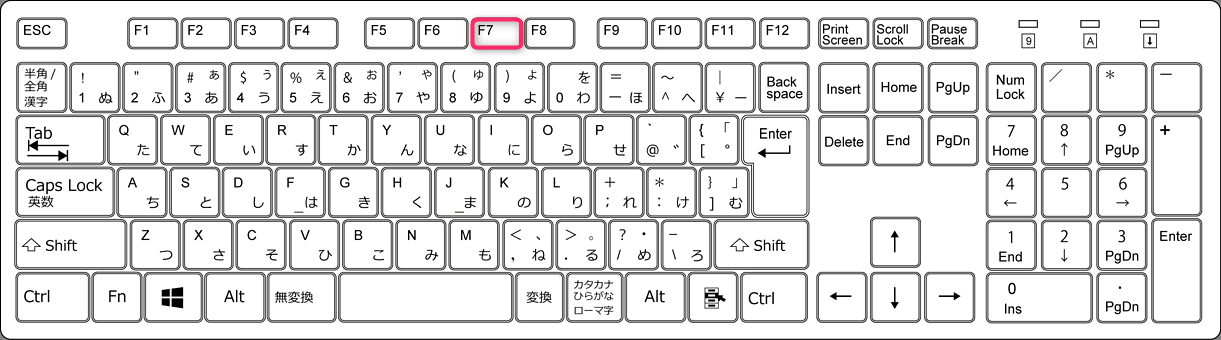 ESC F1 F2 F3 F4 F5 F6 F7 F8 F9 F10 F11 F12 Print Screen Scroll Lock Pause Break 9 A
半角/全角 漢字 ! 1 ぬ ” 2 ふ # ぁ 3 あ $ ぅ 4 う % ぇ 5 え & ぉ 6 お ’ ゃ 7 や ( ゅ 8 ゆ ) ょ 9 よ を 0 わ = ー ほ ～ ^ へ | ¥ ー Back space Insert Home PgUp Num Lock ／ * ー
Tab Q た W て E い R す T か Y ん U な I に O ら P せ ` @ ゛ { 「 [ ° Enter Delete End PgDn 7 Home 8 ↑ 9 PgUp +
Caps Lock 英数 A ち S と D し F _は G き H く J _ま K の L り + ; れ * : け } 」 ] む 4 ← 5 6 →
Shift Z つ X さ C そ V ひ B こ N み M も < 、 , ね > 。 . る ? ・ / め – \ ろ Shift ↑ 1 End 2 ↓ 3 PgDn Enter
Ctrl Fn Alt 無変換 変換 カタカナ ひらがな ローマ字 Alt Ctrl ← ↓ → 0 Ins . PgDn